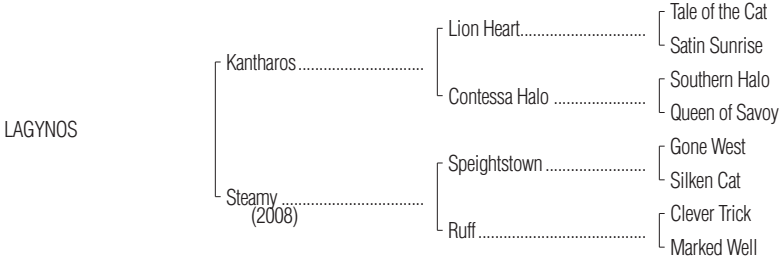 Tale of the Cat
Lion Heart..............................
Satin Sunrise
Kantharos..............................
Southern Halo
Contessa Halo ......................
Queen of Savoy
LAGYNOS
Gone West
Speightstown ........................
Silken Cat
Steamy ..................................
(2008)
Clever Trick
Ruff........................................
Marked Well